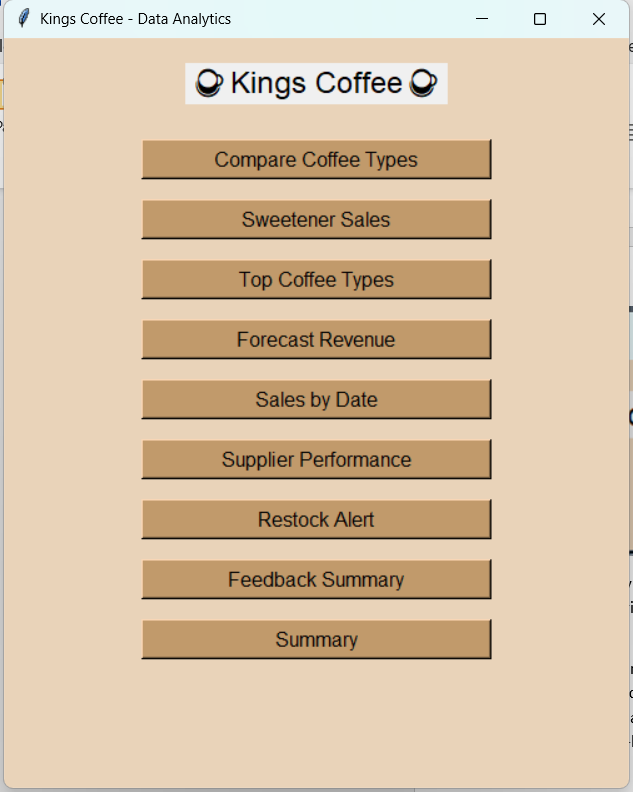 Kings Coffee - Data Analytics
Kings Coffee
Compare Coffee Types
Sweetener Sales
Top Coffee Types
Forecast Revenue
Sales by Date
Supplier Performance
Restock Alert
Feedback Summary
Summary